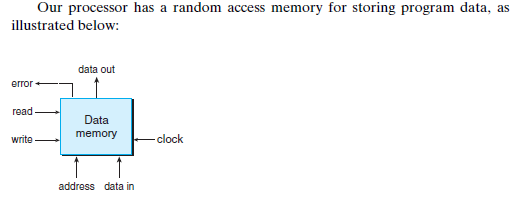 Our processor has a random access memory for storing program data, as
illustrated below:
data out
error
read
Data
memory
write
clock
address data in